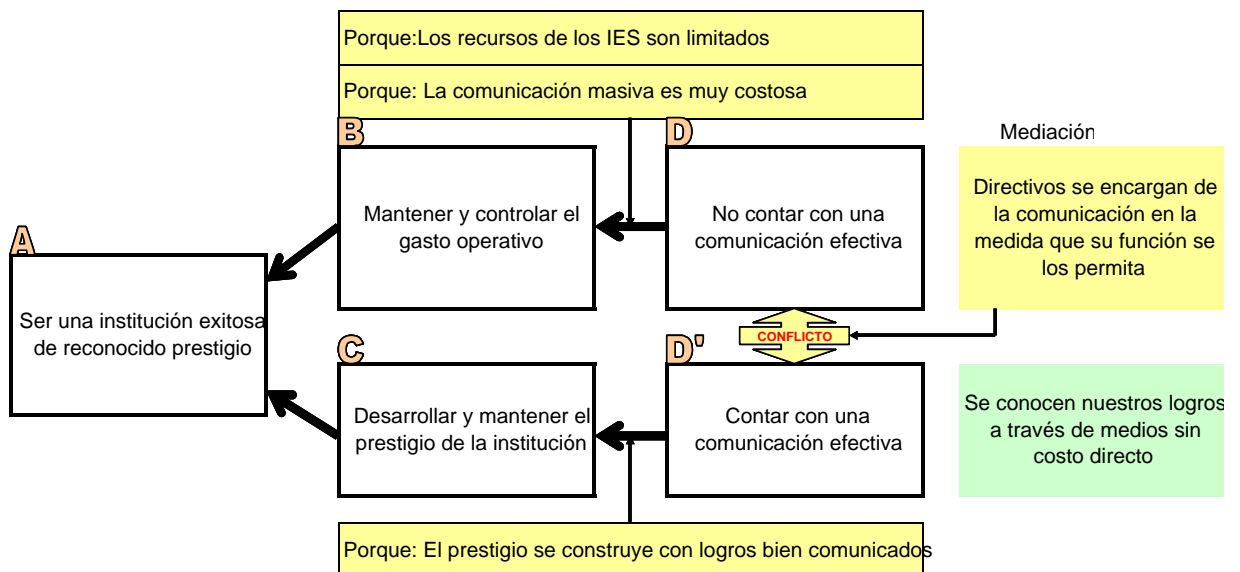 Porque:Los recursos de los IES son limitados
Porque: La comunicación masiva es muy costosa
B
D
Mediación
Mantener y controlar el
gasto operativo
No contar con una
comunicación efectiva
Directivos se encargan de
la comunicación en la
medida que su función se
los permita
A
Ser una institución exitosa
de reconocido prestigio
CONFLICTO
C
D'
Desarrollar y mantener el
prestigio de la institución
Contar con una
comunicación efectiva
Se conocen nuestros logros
a través de medios sin
costo directo
Porque: El prestigio se construye con logros bien comunicados